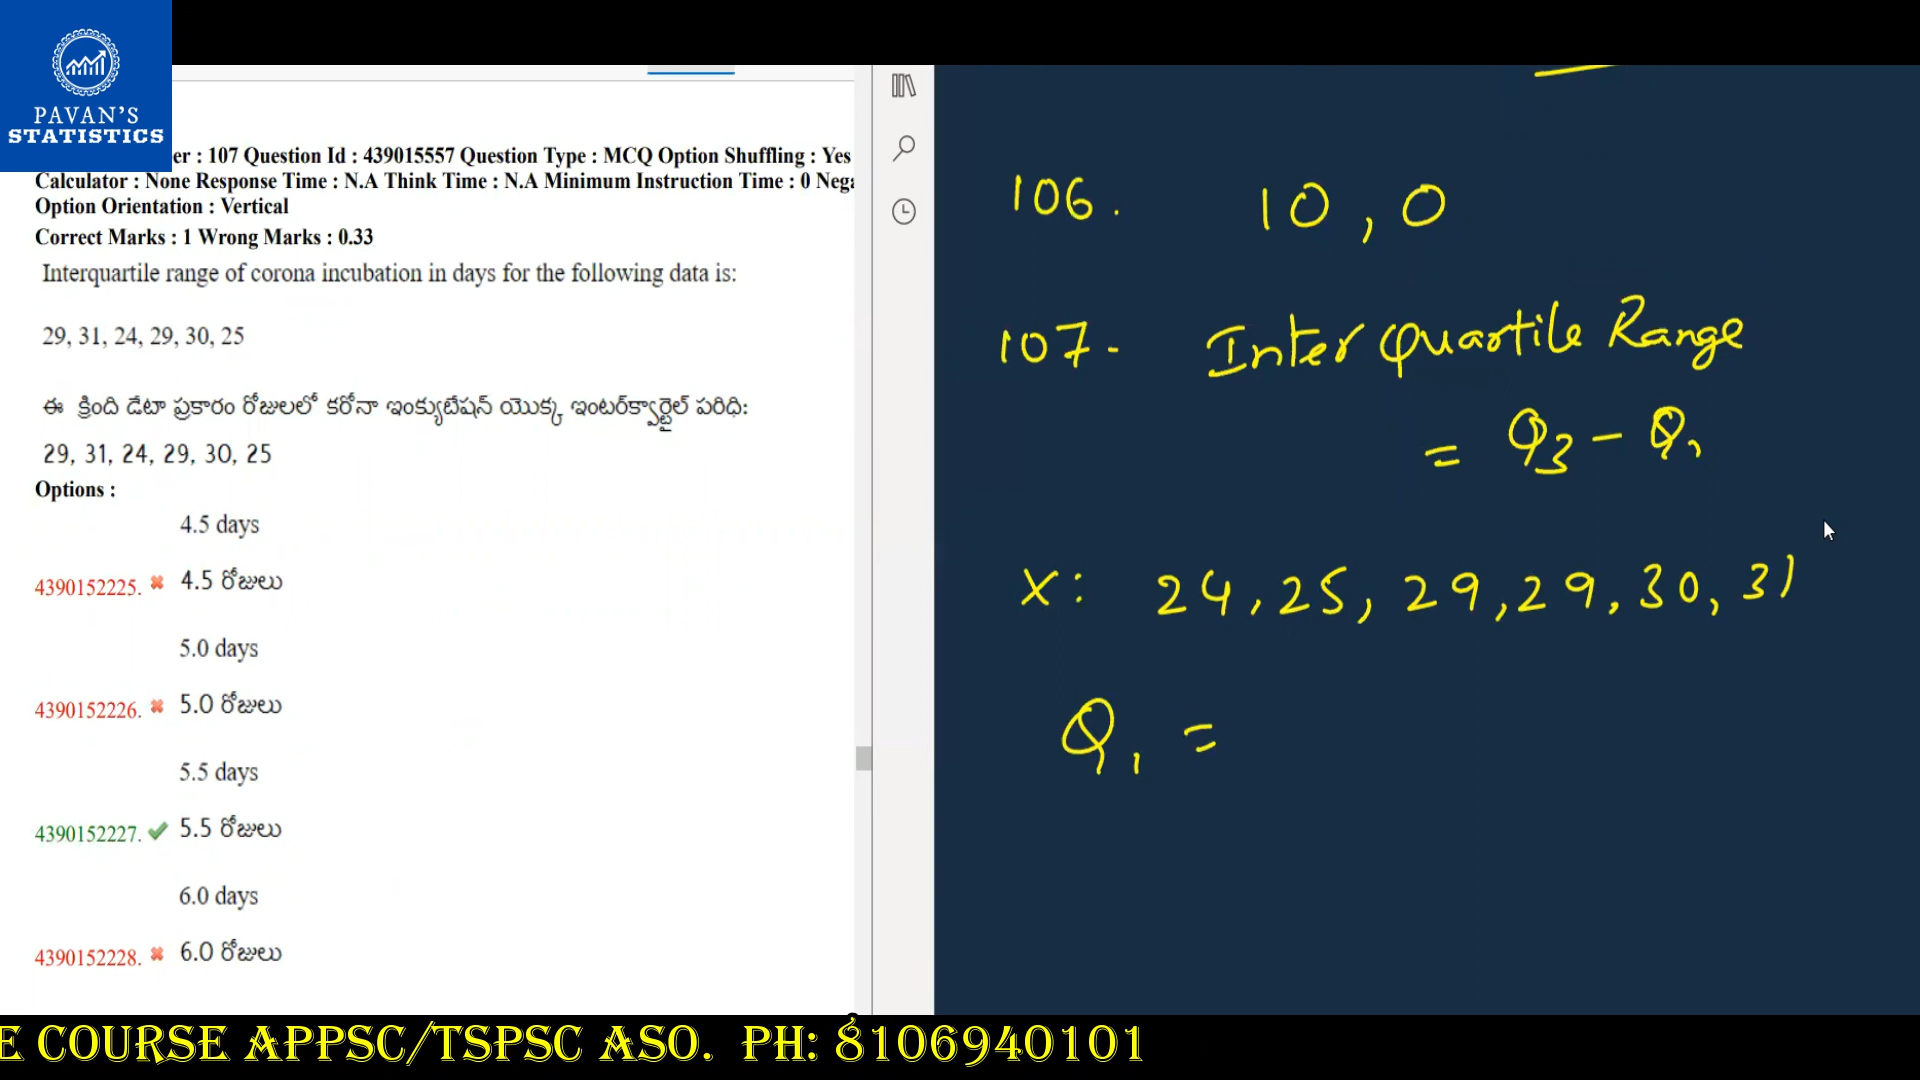 PAVAN'S
STATISTICS
er : 107 Question Id : 439015557 Question Type : MCQ Option Shuffling : Yes
Calculator : None Response Time : N.A Think Time : N.A Minimum Instruction Time : 0 Nega
Option Orientation : Vertical
Correct Marks : 1 Wrong Marks : 0.33
Interquartile range of corona incubation in days for the following data is:
29, 31, 24, 29, 30, 25
ఈ క్రింది డేటా ప్రకారం రోజులలో కరోనా ఇంక్యుబేషన్ యొక్క ఇంటర్‌క్వార్టైల్ పరిధి:
29, 31, 24, 29, 30, 25
Options :
4.5 days
4390152225. ✖ 4.5 రోజులు
5.0 days
4390152226. ✖ 5.0 రోజులు
5.5 days
4390152227. ✔ 5.5 రోజులు
6.0 days
4390152228. ✖ 6.0 రోజులు
106. 10, 0
107. Inter Quartile Range
= Q3 - Q1
X: 24, 25, 29, 29, 30, 31
Q1 =
E COURSE APPSC/TSPSC ASO. PH: 8106940101